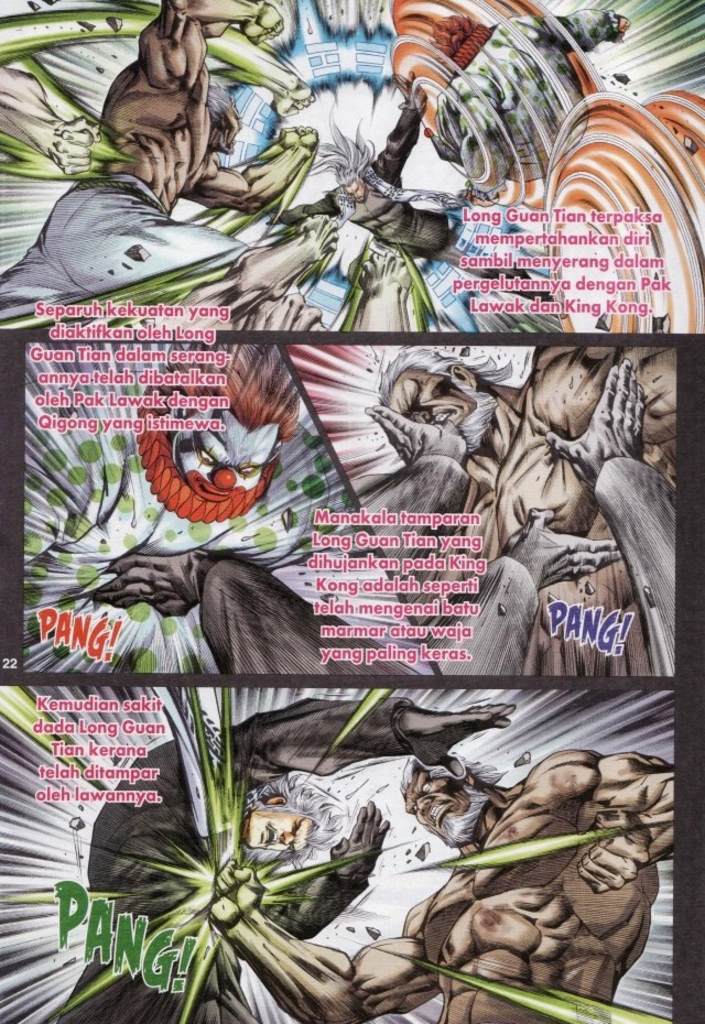 Long Guan Tian terpaksa
mempertahankan diri
sambil menyerang dalam
pergelutannya dengan Pak
Lawak dan King Kong.
Separuh kekuatan yang
diaktifkan oleh Long
Guan Tian dalam serang-
annya telah dibatalkan
oleh Pak Lawak dengan
Qigong yang istimewa.
Manakala tamparan
Long Guan Tian yang
dihujankan pada King
Kong adalah seperti
telah mengenai batu
marmar atau waja
yang paling keras.
PANG!
PANG!
22
Kemudian sakit
dada Long Guan
Tian kerana
telah ditampar
oleh lawannya.
PANG!